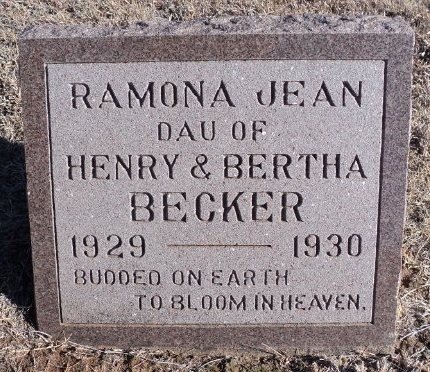 RAMONA JEAN
DAU OF
HENRY & BERTHA
BECKER
1929 — 1930
BUDDED ON EARTH
TO BLOOM IN HEAVEN.